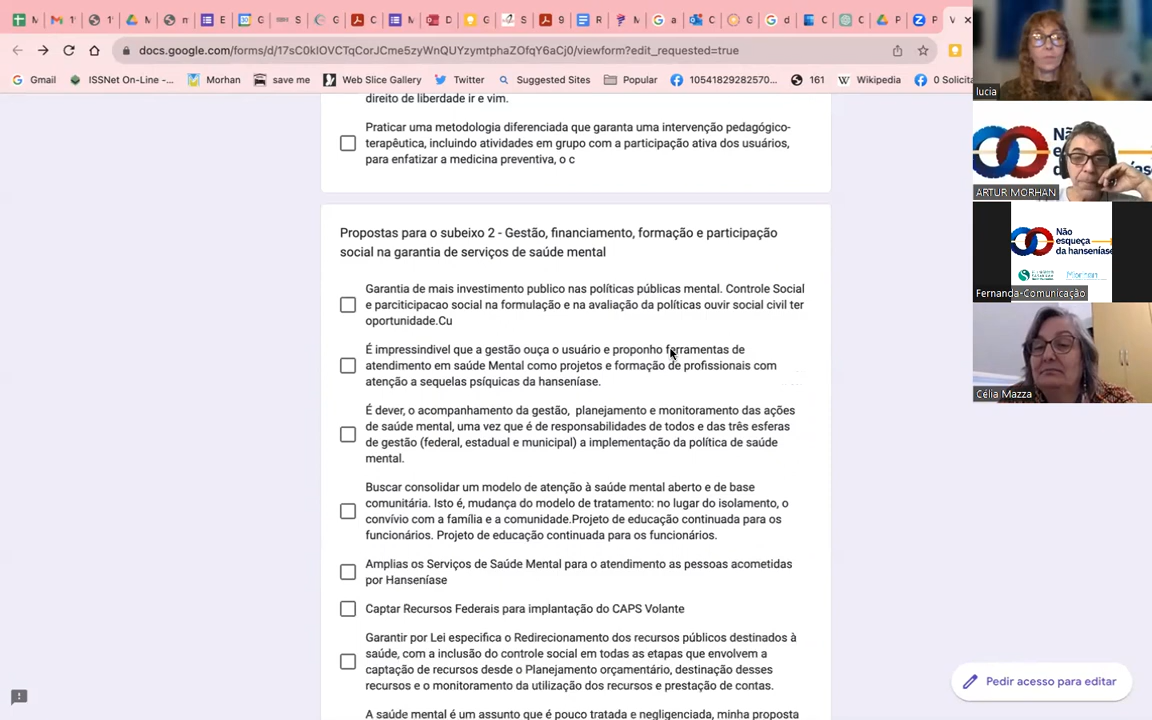 docs.google.com/forms/d/17sC0kIOVCTqCorJCme5zyWnQUYzymtphaZOfqY6aCj0/viewform?edit_requested=true
Gmail
ISSNet On-Line -...
Morhan
save me
Web Slice Gallery
Twitter
Suggested Sites
Popular
10541829282570...
161
Wikipedia
0 Solicita
direito de liberdade ir e vim.
Praticar uma metodologia diferenciada que garanta uma intervenção pedagógico-
terapêutica, incluindo atividades em grupo com a participação ativa dos usuários,
para enfatizar a medicina preventiva, o c
Propostas para o subeixo 2 - Gestão, financiamento, formação e participação
social na garantia de serviços de saúde mental
Garantia de mais investimento publico nas políticas públicas mental. Controle Social
e parciticipacao social na formulação e na avaliação da políticas ouvir social civil ter
oportunidade.Cu
É impressindivel que a gestão ouça o usuário e proponho ferramentas de
atendimento em saúde Mental como projetos e formação de profissionais com
atenção a sequelas psíquicas da hanseníase.
É dever, o acompanhamento da gestão, planejamento e monitoramento das ações
de saúde mental, uma vez que é de responsabilidades de todos e das três esferas
de gestão (federal, estadual e municipal) a implementação da política de saúde
mental.
Buscar consolidar um modelo de atenção à saúde mental aberto e de base
comunitária. Isto é, mudança do modelo de tratamento: no lugar do isolamento, o
convívio com a família e a comunidade.Projeto de educação continuada para os
funcionários. Projeto de educação continuada para os funcionários.
Amplias os Serviços de Saúde Mental para o atendimento as pessoas acometidas
por Hanseníase
Captar Recursos Federais para implantação do CAPS Volante
Garantir por Lei especifica o Redirecionamento dos recursos públicos destinados à
saúde, com a inclusão do controle social em todas as etapas que envolvem a
captação de recursos desde o Planejamento orçamentário, destinação desses
recursos e o monitoramento da utilização dos recursos e prestação de contas.
A saúde mental é um assunto que é pouco tratada e negligenciada, minha proposta
Pedir acesso para editar
lucia
Nã
ARTUR MORHAN
Não
esqueça
da hanseníase
Morhan
Fernanda-Comunicação
Célia Mazza